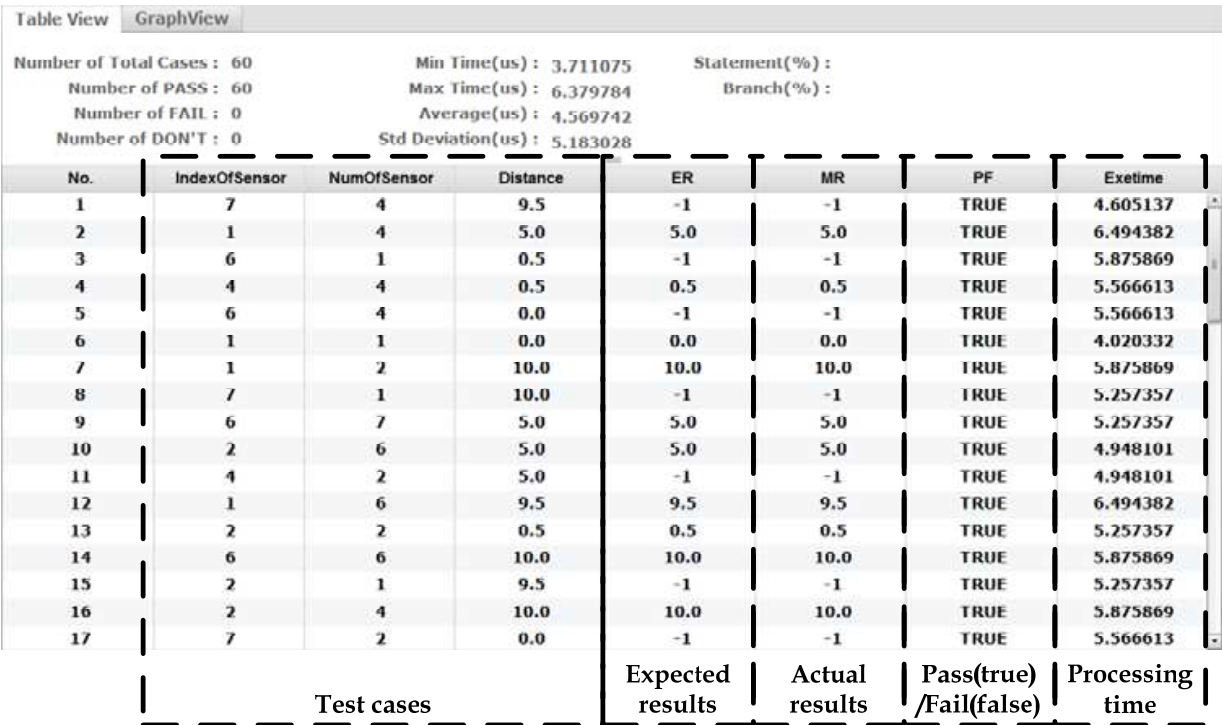 Table View GraphView
Number of Total Cases : 60 Min Time(us) : 3.711075 Statement(%) :
Number of PASS : 60 Max Time(us) : 6.379784 Branch(%) :
Number of FAIL : 0 Average(us) : 4.569742
Number of DON'T : 0 Std Deviation(us) : 5.183028
No. IndexOfSensor NumOfSensor Distance ER MR PF Exetime
1 7 4 9.5 -1 -1 TRUE 4.605137
2 1 4 5.0 5.0 5.0 TRUE 6.494382
3 6 1 0.5 -1 -1 TRUE 5.875869
4 4 4 0.5 0.5 0.5 TRUE 5.566613
5 6 4 0.0 -1 -1 TRUE 5.566613
6 1 1 0.0 0.0 0.0 TRUE 4.020332
7 1 2 10.0 10.0 10.0 TRUE 5.875869
8 7 1 10.0 -1 -1 TRUE 5.257357
9 6 7 5.0 5.0 5.0 TRUE 5.257357
10 2 6 5.0 5.0 5.0 TRUE 4.948101
11 4 2 5.0 -1 -1 TRUE 4.948101
12 1 6 9.5 9.5 9.5 TRUE 6.494382
13 2 2 0.5 0.5 0.5 TRUE 5.257357
14 6 6 10.0 10.0 10.0 TRUE 5.875869
15 2 1 9.5 -1 -1 TRUE 5.257357
16 2 4 10.0 10.0 10.0 TRUE 5.875869
17 7 2 0.0 -1 -1 TRUE 5.566613
Test cases
Expected
results
Actual
results
Pass(true)
/Fail(false)
Processing
time